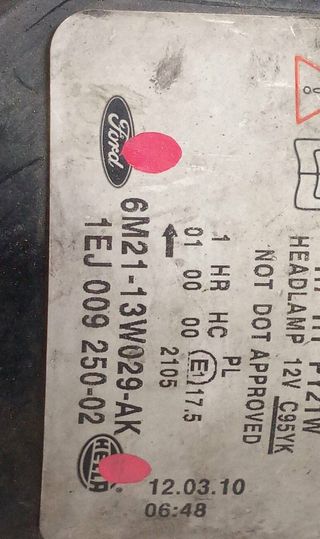 PY21W
HEADLAMP 12V C95YK
NOT DOT APPROVED
1 HR HC PL
01 00 00 E1 17.5
2105
Ford
6M21-13W029-AK
1EJ 009 250-02
HELLA
12.03.10
06:48